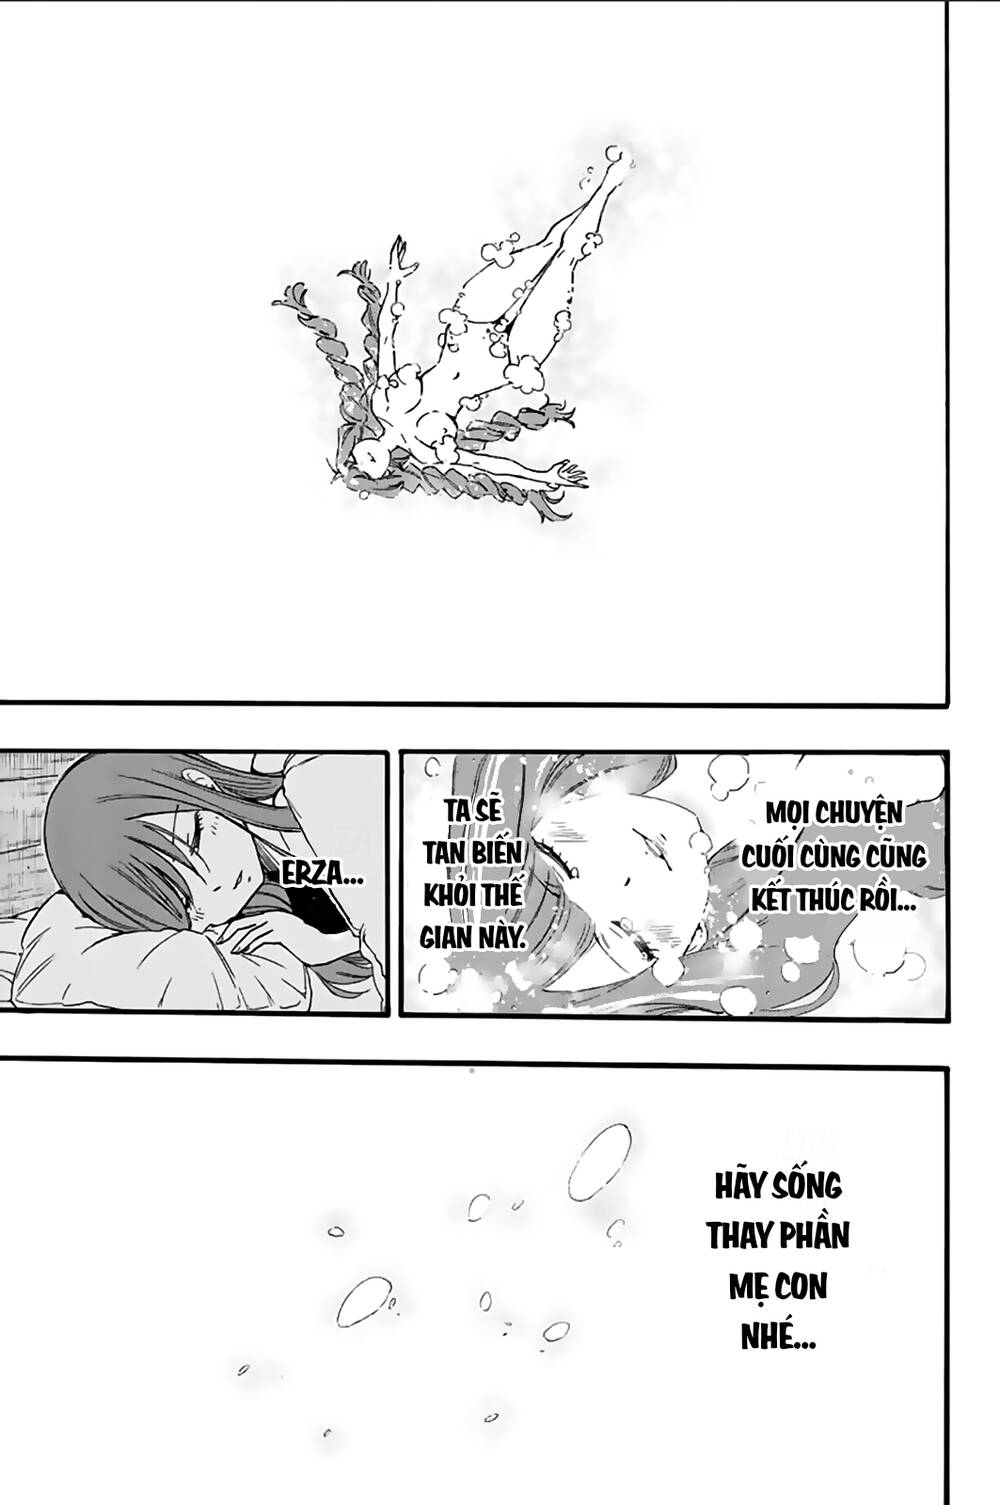 MỌI CHUYỆN
CUỐI CÙNG CŨNG
KẾT THÚC RỒI...
TA SẼ
TAN BIẾN
KHỎI THẾ
GIAN NÀY.
ERZA...
HÃY SỐNG
THAY PHẦN
MẸ CON
NHÉ...